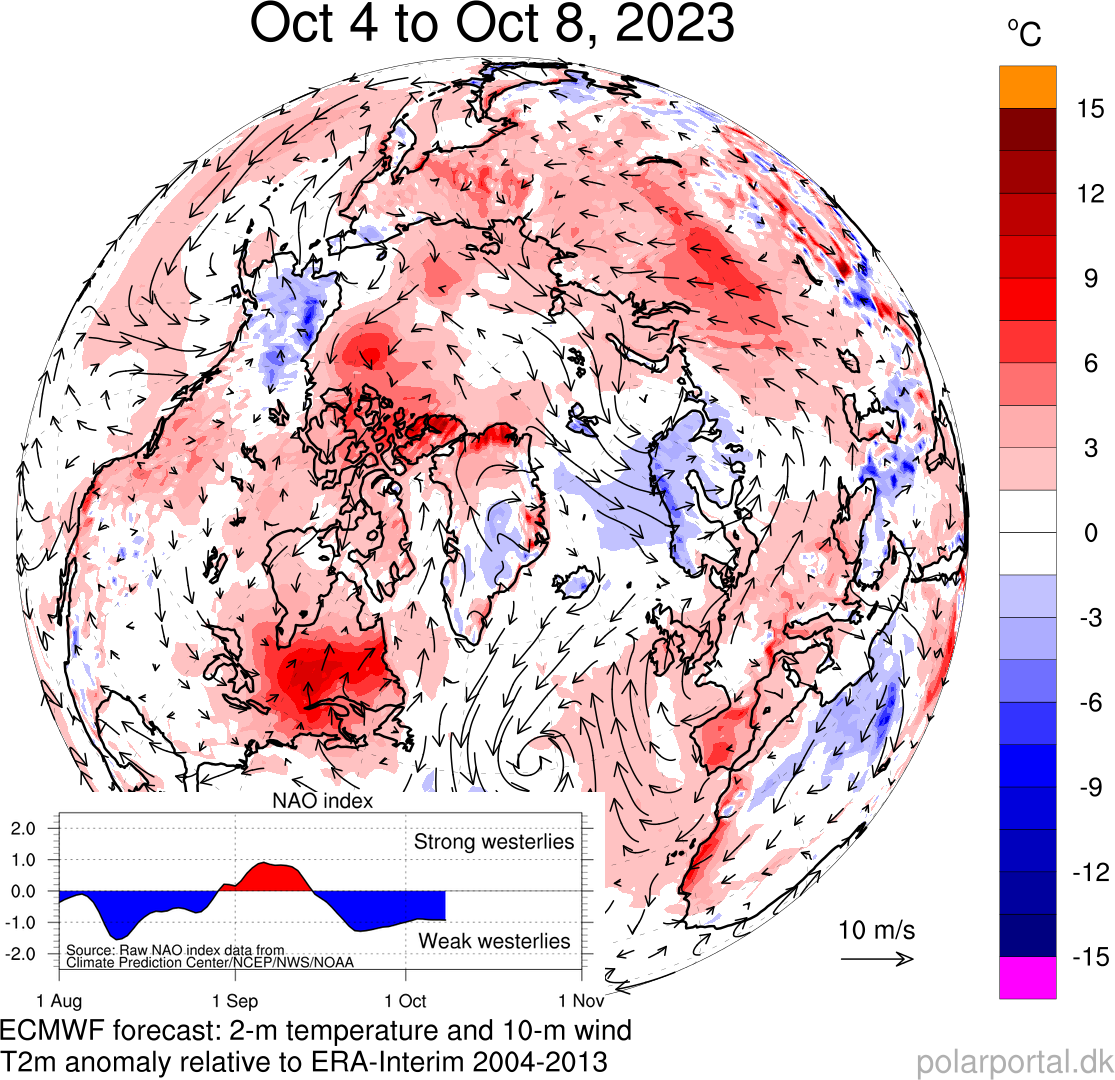 Oct 4 to Oct 8, 2023
oC
15
12
9
6
3
0
-3
-6
-9
-12
-15
10 m/s
NAO index
2.0
1.0
0.0
-1.0
-2.0
Strong westerlies
Weak westerlies
Source: Raw NAO index data from
Climate Prediction Center/NCEP/NWS/NOAA
1 Aug
1 Sep
1 Oct
1 Nov
ECMWF forecast: 2-m temperature and 10-m wind
T2m anomaly relative to ERA-Interim 2004-2013
polarportal.dk